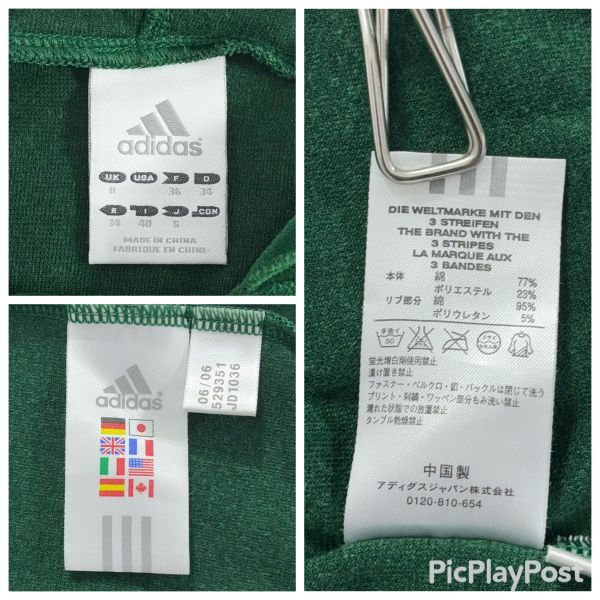 adidas
UK USA F D
8 36 34
E I J .CDN
34 40 S
MADE IN CHINA
FABRIQUE EN CHINE
adidas
06/06
529351
JD1036
DIE WELTMARKE MIT DEN
3 STREIFEN
THE BRAND WITH THE
3 STRIPES
LA MARQUE AUX
3 BANDES
本体 綿 77%
ポリエステル 23%
リブ部分 綿 95%
ポリウレタン 5%
手洗イ
30
蛍光増白剤使用禁止
漬け置き禁止
ファスナー・ベルクロ・釦・バックルは閉じて洗う
プリント・刺繍・ワッペン部分もみ洗い禁止
濡れた状態での放置禁止
タンブル乾燥禁止
中国製
アディダスジャパン株式会社
0120-810-654
PicPlayPost